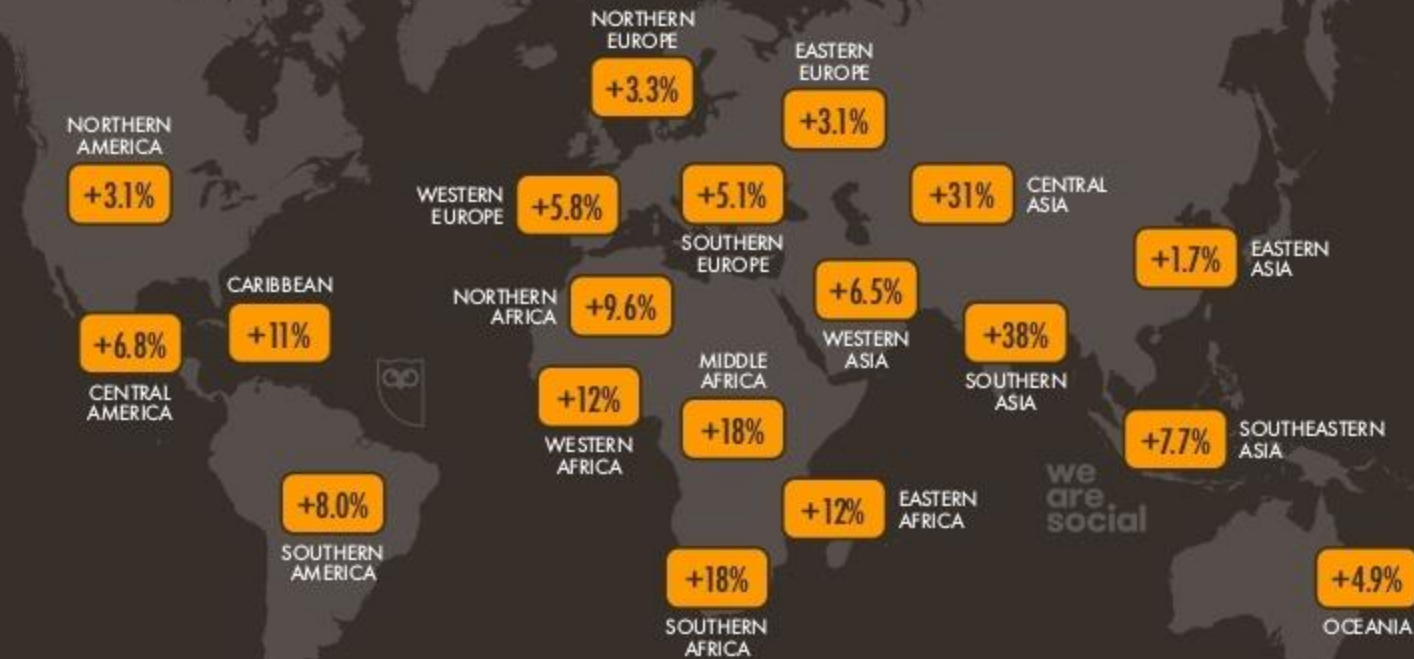 NORTHERN
EUROPE
+3.3%
EASTERN
EUROPE
+3.1%
NORTHERN
AMERICA
+3.1%
WESTERN
EUROPE
+5.8%
+5.1%
SOUTHERN
EUROPE
+31%
CENTRAL
ASIA
+1.7%
EASTERN
ASIA
CARIBBEAN
+11%
NORTHERN
AFRICA
+9.6%
+6.5%
WESTERN
ASIA
+38%
SOUTHERN
ASIA
+6.8%
CENTRAL
AMERICA
+12%
WESTERN
AFRICA
MIDDLE
AFRICA
+18%
+7.7%
SOUTHEASTERN
ASIA
we
are
social
+8.0%
SOUTHERN
AMERICA
+12%
EASTERN
AFRICA
+18%
SOUTHERN
AFRICA
+4.9%
OCEANIA